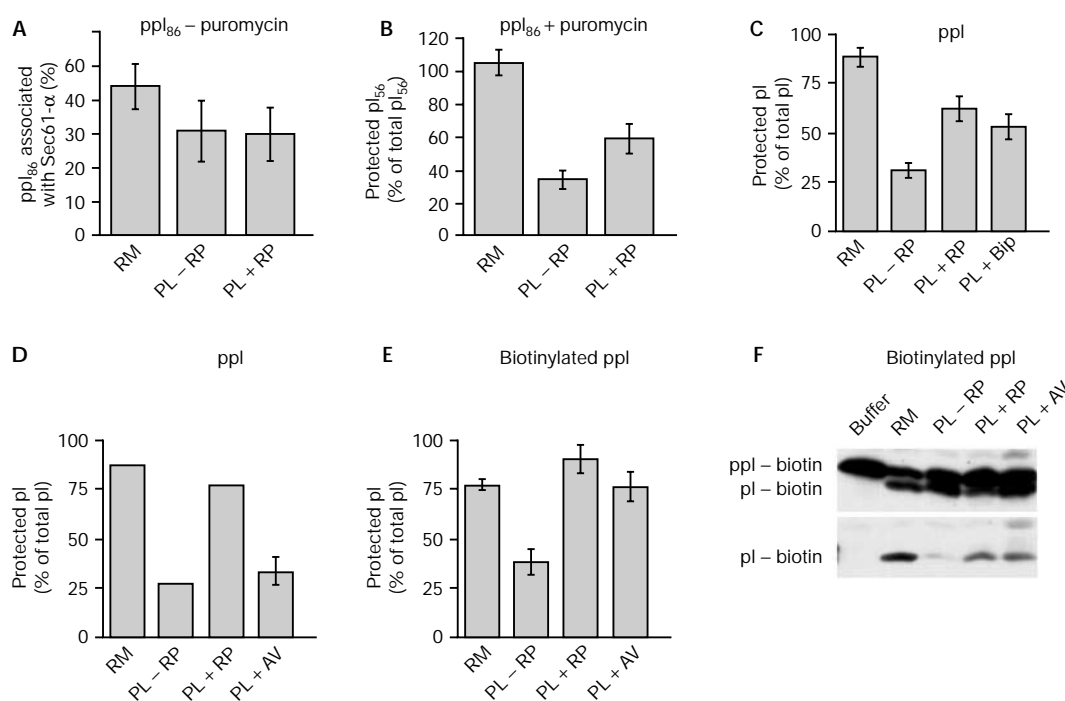 A
ppl86 – puromycin
ppl86 associated
with Sec61-α (%)
60
50
40
30
20
10
0
RM
PL – RP
PL + RP
B
ppl86 + puromycin
Protected pl56
(% of total pl56)
120
100
80
60
40
20
0
RM
PL – RP
PL + RP
C
ppl
Protected pl
(% of total pl)
100
75
50
25
0
RM
PL – RP
PL + RP
PL + Bip
D
ppl
Protected pl
(% of total pl)
100
75
50
25
0
RM
PL – RP
PL + RP
PL + AV
E
Biotinylated ppl
Protected pl
(% of total pl)
100
75
50
25
0
RM
PL – RP
PL + RP
PL + AV
F
Biotinylated ppl
Buffer
RM
PL – RP
PL + RP
PL + AV
ppl – biotin
pl – biotin
pl – biotin